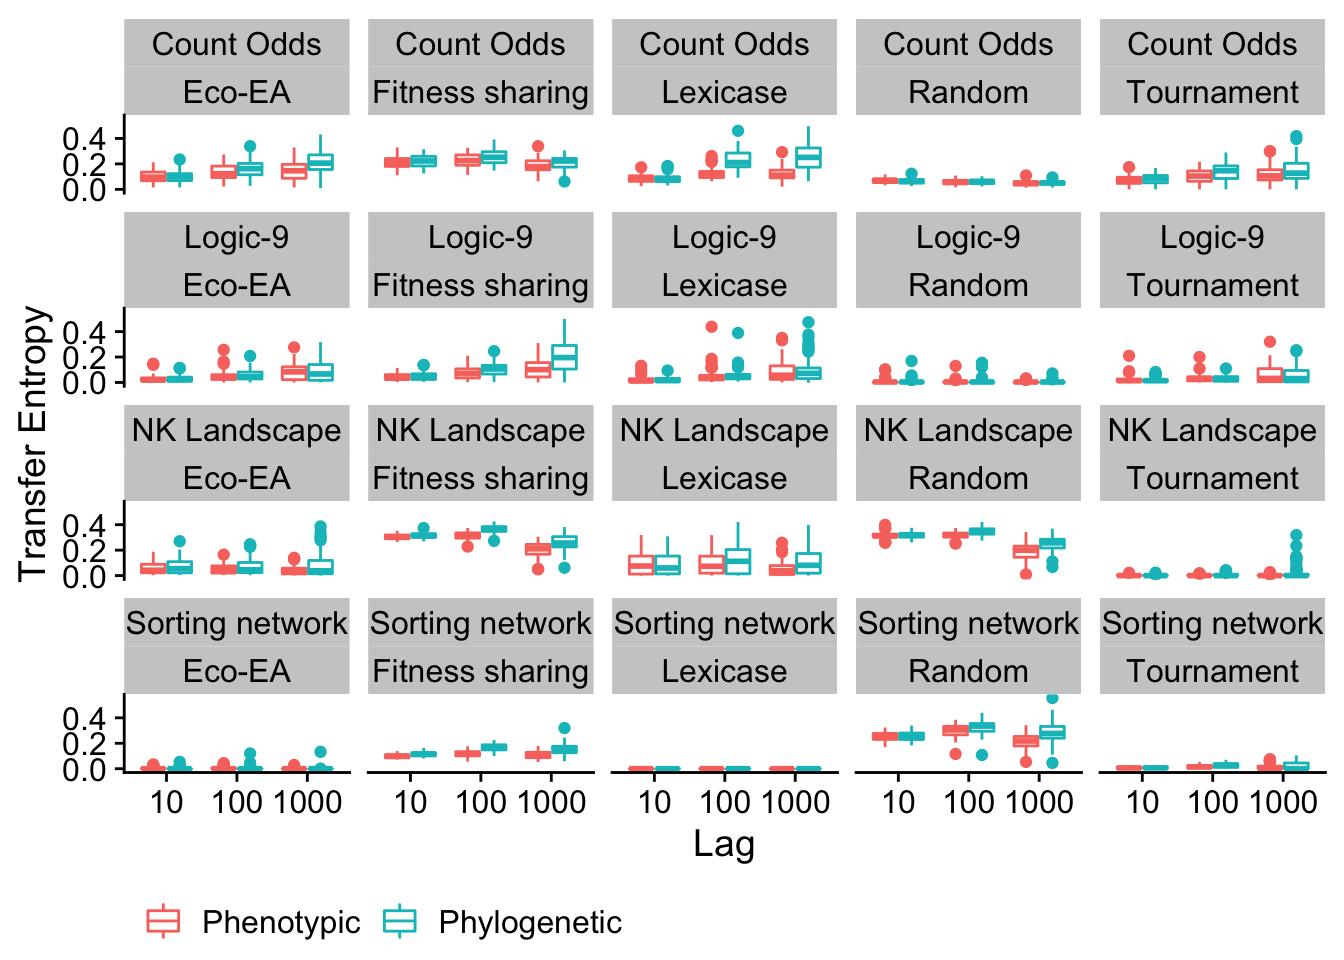 Count Odds Count Odds Count Odds Count Odds Count Odds
Eco-EA Fitness sharing Lexicase Random Tournament
0.4
0.2
0.0
Logic-9 Logic-9 Logic-9 Logic-9 Logic-9
Eco-EA Fitness sharing Lexicase Random Tournament
0.4
0.2
0.0
Transfer Entropy
NK Landscape NK Landscape NK Landscape NK Landscape NK Landscape
Eco-EA Fitness sharing Lexicase Random Tournament
0.4
0.2
0.0
Sorting network Sorting network Sorting network Sorting network Sorting network
Eco-EA Fitness sharing Lexicase Random Tournament
0.4
0.2
0.0
10 100 1000 10 100 1000 10 100 1000 10 100 1000 10 100 1000
Lag
Phenotypic Phylogenetic